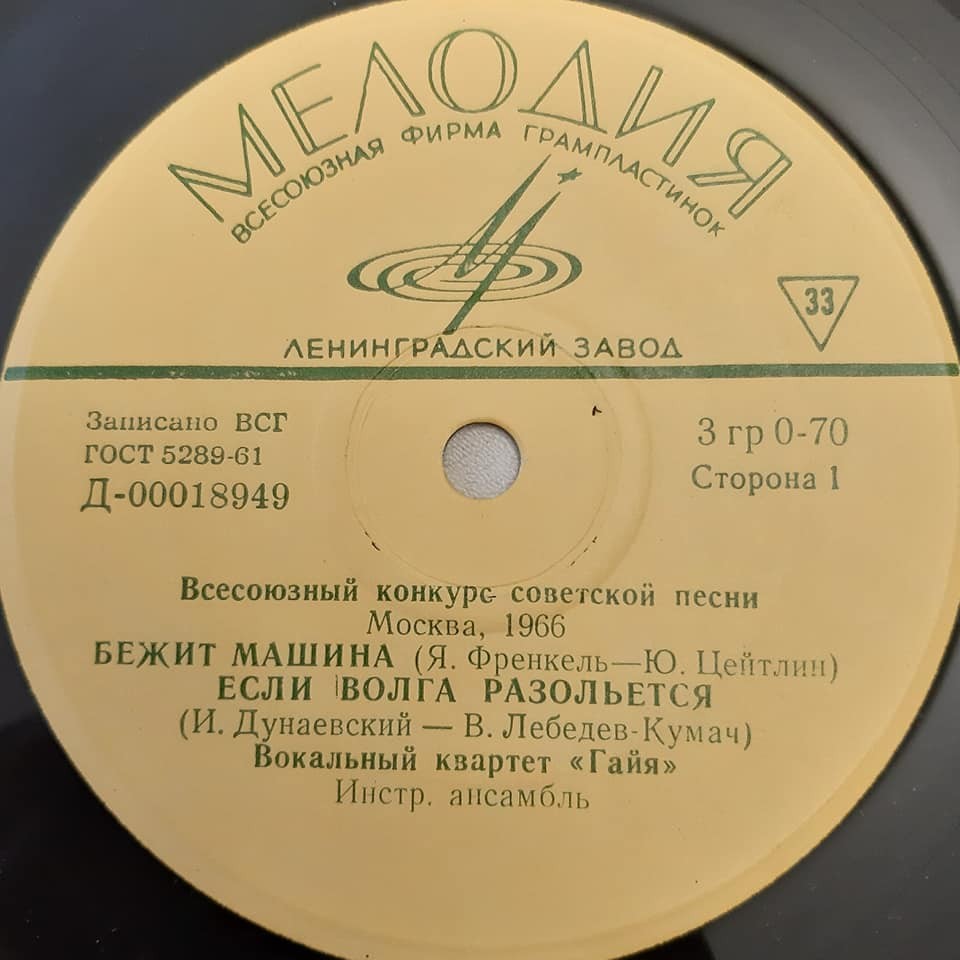 МЕЛОДИЯ
ВСЕСОЮЗНАЯ ФИРМА ГРАМПЛАСТИНОК
33
ЛЕНИНГРАДСКИЙ ЗАВОД
Записано ВСГ
ГОСТ 5289-61
Д-00018949
3 гр 0-70
Сторона 1
Всесоюзный конкурс советской песни
Москва, 1966
БЕЖИТ МАШИНА (Я. Френкель—Ю. Цейтлин)
ЕСЛИ ВОЛГА РАЗОЛЬЕТСЯ
(И. Дунаевский — В. Лебедев-Кумач)
Вокальный квартет «Гайя»
Инстр. ансамбль